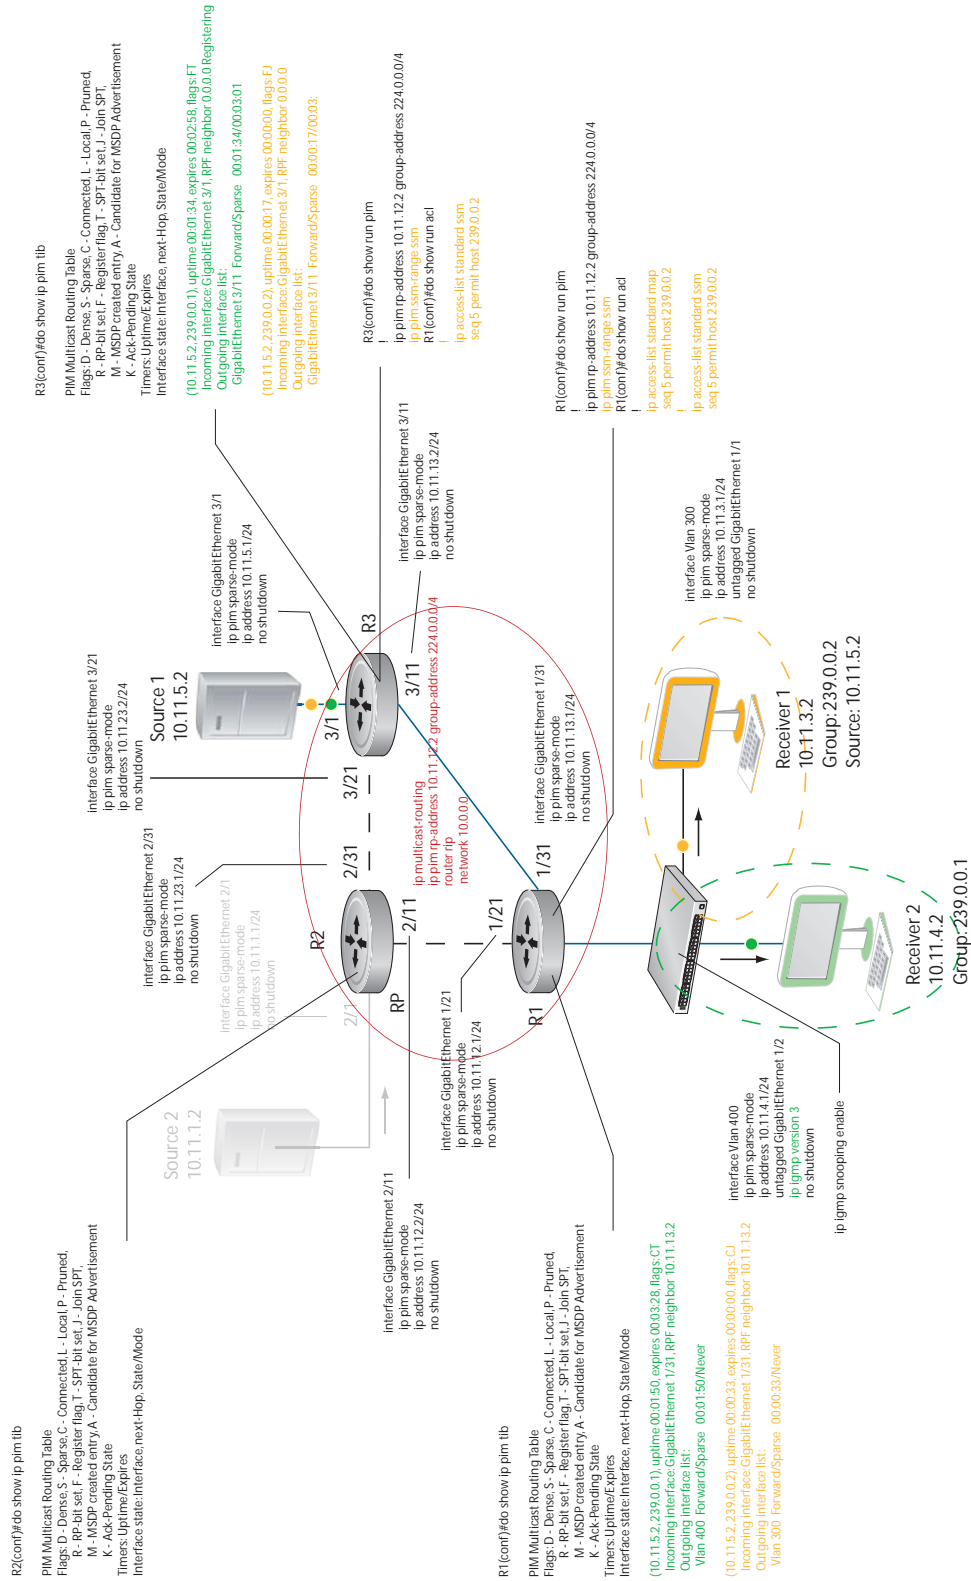 R2(conf)#do show ip pim tib
PIM Multicast Routing Table
Flags: D - Dense, S - Sparse, C - Connected, L - Local, P - Pruned,
R - RP-bit set, F - Register flag, T - SPT-bit set, J - Join SPT,
M - MSDP created entry, A - Candidate for MSDP Advertisement
K - Ack-Pending State
Timers: Uptime/Expires
Interface state: Interface, next-Hop, State/Mode
Source 2
10.11.1.2
interface GigabitEthernet 2/1
ip pim sparse-mode
ip address 10.11.1.1/24
no shutdown
2/1
interface GigabitEthernet 2/31
ip pim sparse-mode
ip address 10.11.23.1/24
no shutdown
interface GigabitEthernet 3/21
ip pim sparse-mode
ip address 10.11.23.2/24
no shutdown
Source 1
10.11.5.2
interface GigabitEthernet 3/1
ip pim sparse-mode
ip address 10.11.5.1/24
no shutdown
R3(conf)#do show ip pim tib
PIM Multicast Routing Table
Flags: D - Dense, S - Sparse, C - Connected, L - Local, P - Pruned,
R - RP-bit set, F - Register flag, T - SPT-bit set, J - Join SPT,
M - MSDP created entry, A - Candidate for MSDP Advertisement
K - Ack-Pending State
Timers: Uptime/Expires
Interface state: Interface, next-Hop, State/Mode
(10.11.5.2, 239.0.0.1), uptime 00:01:34, expires 00:02:58, flags: FT
Incoming interface: GigabitEthernet 3/1, RPF neighbor 0.0.0.0 Registering
Outgoing interface list:
GigabitEthernet 3/11 Forward/Sparse 00:01:34/00:03:01
(10.11.5.2, 239.0.0.2), uptime 00:00:17, expires 00:00:00, flags: FJ
Incoming interface: GigabitEthernet 3/1, RPF neighbor 0.0.0.0
Outgoing interface list:
GigabitEthernet 3/11 Forward/Sparse 00:00:17/00:03:
R2
RP
2/31
2/11
3/21
3/1
R3
3/11
interface GigabitEthernet 3/11
ip pim sparse-mode
ip address 10.11.13.2/24
no shutdown
R3(conf)#do show run pim
!
ip pim rp-address 10.11.12.2 group-address 224.0.0.0/4
ip pim ssm-range ssm
R1(conf)#do show run acl
!
ip access-list standard ssm
seq 5 permit host 239.0.0.2
interface GigabitEthernet 2/11
ip pim sparse-mode
ip address 10.11.12.2/24
no shutdown
interface GigabitEthernet 1/21
ip pim sparse-mode
ip address 10.11.12.1/24
no shutdown
ip multicast-routing
ip pim rp-address 10.11.12.2 group-address 224.0.0.0/4
router rip
network 10.0.0.0
1/21
1/31
R1
interface GigabitEthernet 1/31
ip pim sparse-mode
ip address 10.11.13.1/24
no shutdown
R1(conf)#do show run pim
!
ip pim rp-address 10.11.12.2 group-address 224.0.0.0/4
ip pim ssm-range ssm
R1(conf)#do show run acl
!
ip access-list standard map
seq 5 permit host 239.0.0.2
!
ip access-list standard ssm
seq 5 permit host 239.0.0.2
R1(conf)#do show ip pim tib
PIM Multicast Routing Table
Flags: D - Dense, S - Sparse, C - Connected, L - Local, P - Pruned,
R - RP-bit set, F - Register flag, T - SPT-bit set, J - Join SPT,
M - MSDP created entry, A - Candidate for MSDP Advertisement
K - Ack-Pending State
Timers: Uptime/Expires
Interface state: Interface, next-Hop, State/Mode
(10.11.5.2, 239.0.0.1), uptime 00:01:50, expires 00:03:28, flags: CT
Incoming interface: GigabitEthernet 1/31, RPF neighbor 10.11.13.2
Outgoing interface list:
Vlan 400 Forward/Sparse 00:01:50/Never
(10.11.5.2, 239.0.0.2), uptime 00:00:33, expires 00:00:00, flags: CJ
Incoming interface: GigabitEthernet 1/31, RPF neighbor 10.11.13.2
Outgoing interface list:
Vlan 300 Forward/Sparse 00:00:33/Never
interface Vlan 400
ip pim sparse-mode
ip address 10.11.4.1/24
untagged GigabitEthernet 1/2
ip igmp version 3
no shutdown
ip igmp snooping enable
interface Vlan 300
ip pim sparse-mode
ip address 10.11.3.1/24
untagged GigabitEthernet 1/1
no shutdown
Receiver 1
10.11.3.2
Group: 239.0.0.2
Source: 10.11.5.2
Receiver 2
10.11.4.2
Group: 239.0.0.1